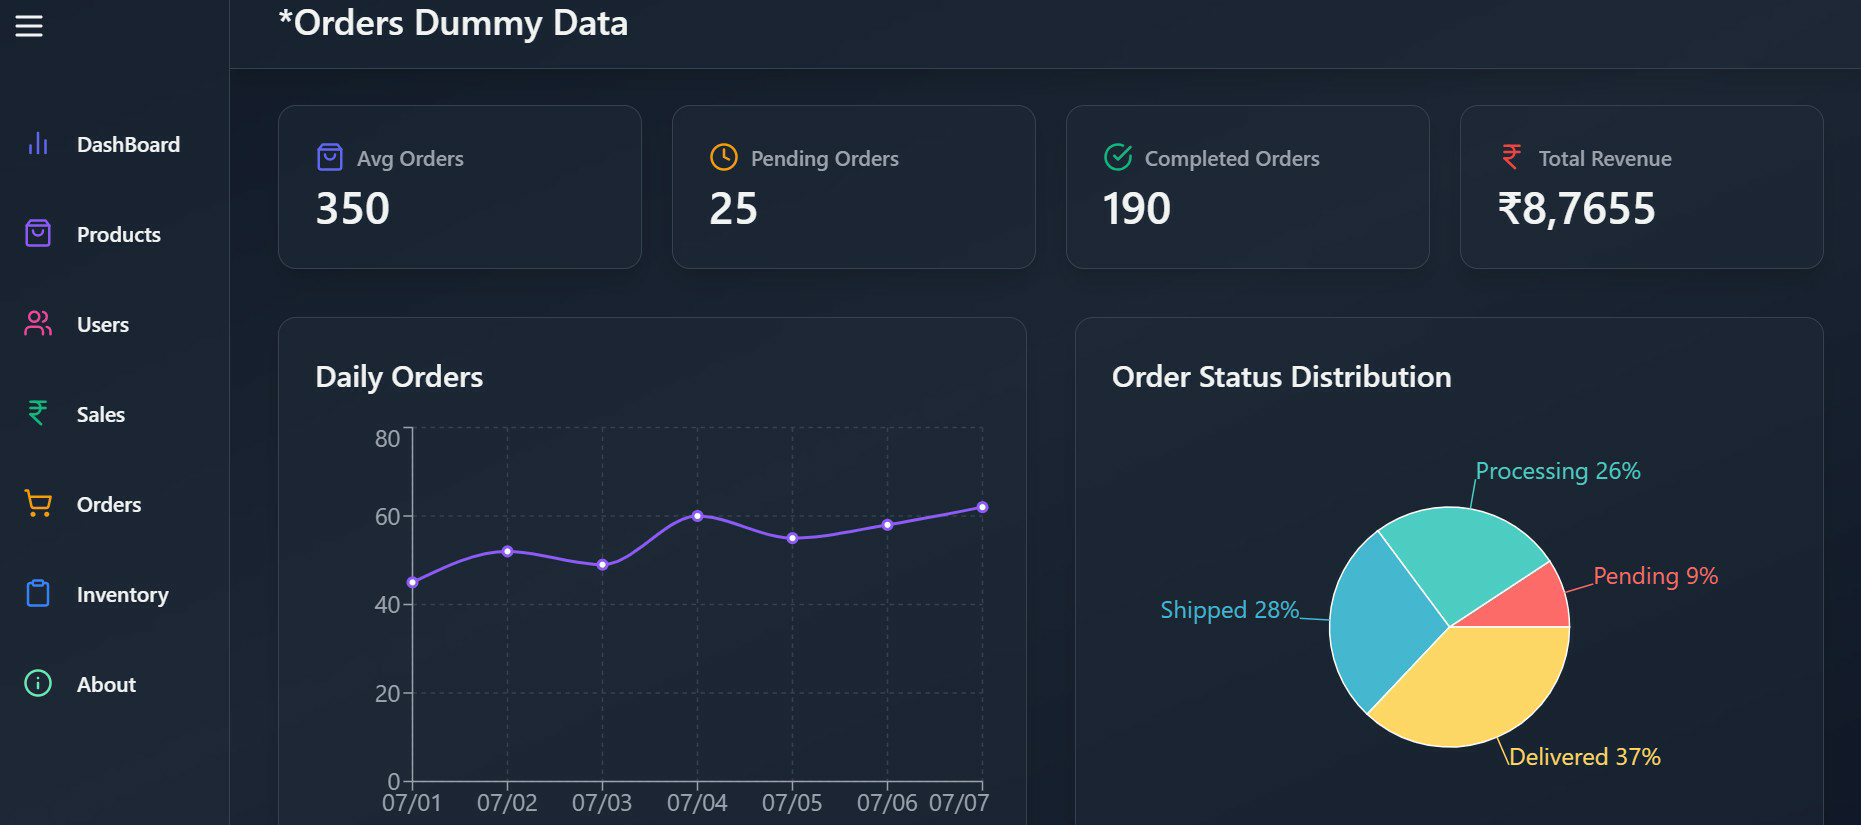 *Orders Dummy Data
DashBoard
Products
Users
Sales
Orders
Inventory
About
Avg Orders
350
Pending Orders
25
Completed Orders
190
Total Revenue
₹8,7655
Daily Orders
80
60
40
20
0
07/01 07/02 07/03 07/04 07/05 07/06 07/07
Order Status Distribution
Processing 26%
Pending 9%
Shipped 28%
Delivered 37%